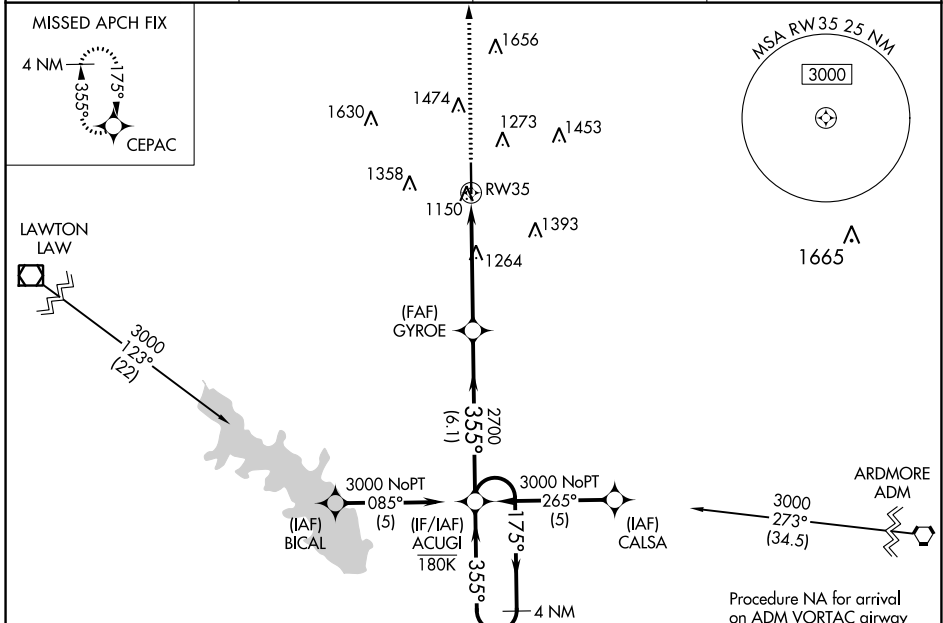 MISSED APCH FIX
4 NM
175°
355°
CEPAC
1656
1474
1630
1273
1453
1358
RW35
1150
1393
1264
MSA RW35 25 NM
3000
1665
LAWTON
LAW
3000
123°
(22)
(FAF)
GYROE
2700
355°
(6.1)
3000 NoPT
085°
(5)
(IAF)
BICAL
(IF/IAF)
ACUGI
180K
3000 NoPT
265°
(5)
(IAF)
CALSA
175°
355°
4 NM
ARDMORE
ADM
3000
273°
(34.5)
Procedure NA for arrival
on ADM VORTAC airway